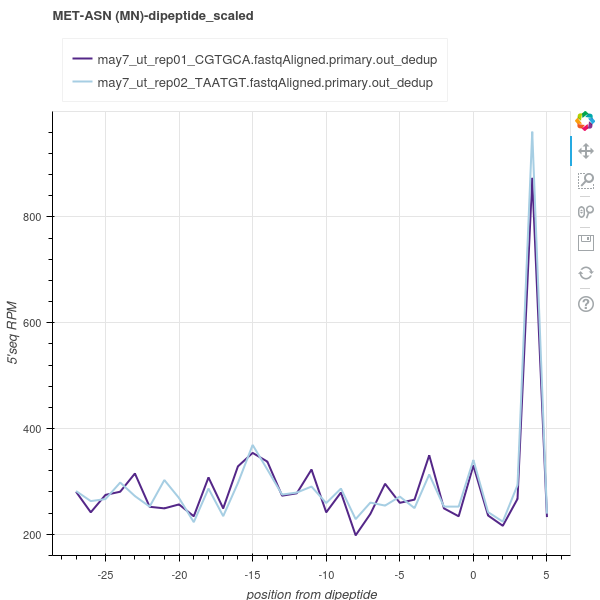 MET-ASN (MN)-dipeptide_scaled
may7_ut_rep01_CGTGCA.fastqAligned.primary.out_dedup
may7_ut_rep02_TAATGT.fastqAligned.primary.out_dedup
5'seq RPM
800
600
400
200
-25 -20 -15 -10 -5 0 5
position from dipeptide